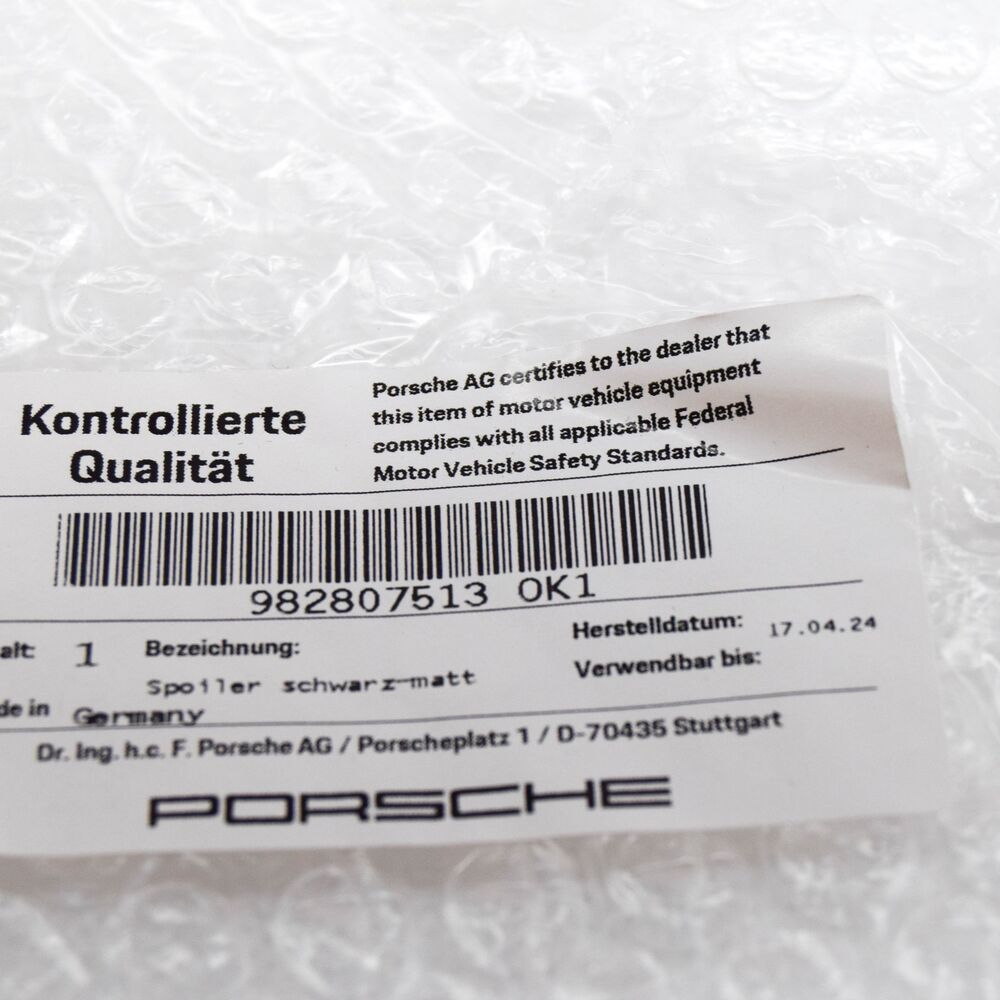 Kontrollierte
Qualität
Porsche AG certifies to the dealer that
this item of motor vehicle equipment
complies with all applicable Federal
Motor Vehicle Safety Standards.
982807513 0K1
alt: 1 Bezeichnung:
Spoiler schwarz-matt
Herstelldatum: 17.04.24
Verwendbar bis:
de in Germany
Dr. Ing. h.c. F. Porsche AG / Porscheplatz 1 / D-70435 Stuttgart
PORSCHE